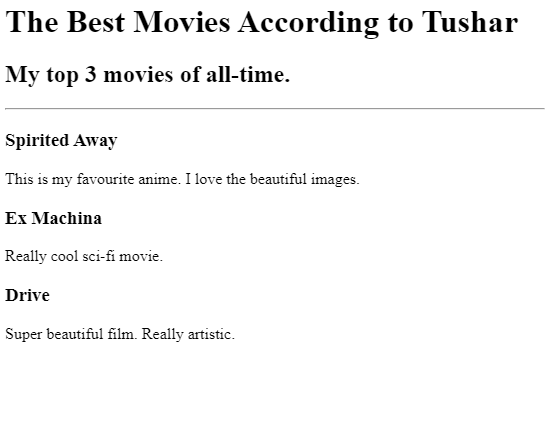 The Best Movies According to Tushar
My top 3 movies of all-time.
Spirited Away
This is my favourite anime. I love the beautiful images.
Ex Machina
Really cool sci-fi movie.
Drive
Super beautiful film. Really artistic.